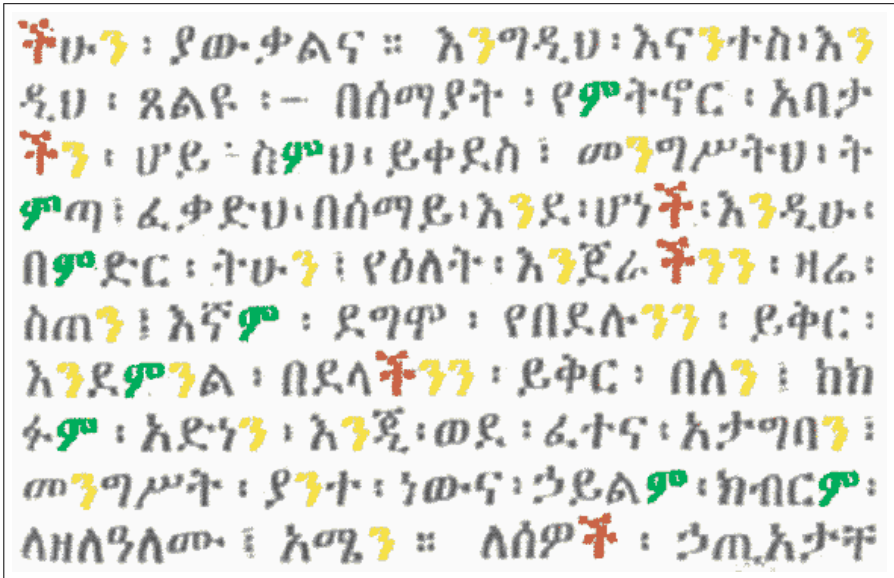 ችሁን ፡ ያውቃልና ። እንግዲህ ፡ እናንተስ ፡ እን
ዲህ ፡ ጸልዩ ፡– በሰማያት ፡ የምትኖር ፡ አባታ
ችን ፡ ሆይ ፡ ስምህ ፡ ይቀደስ ፤ መንግሥትህ ፡ ት
ምጣ ፤ ፈቃድህ ፡ በሰማይ ፡ እንደ ፡ ሆነች ፡ እንዲሁ ፡
በምድር ፡ ትሁን ፤ የዕለት ፡ እንጀራችንን ፡ ዛሬ ፡
ስጠን ፤ እኛም ፡ ደግሞ ፡ የበደሉንን ፡ ይቅር ፡
እንደምንል ፡ በደላችንን ፡ ይቅር ፡ በለን ፤ ከክ
ፉም ፡ አድነን ፡ እንጂ ፡ ወደ ፡ ፈተና ፡ አታግባን ፤
መንግሥት ፡ ያንተ ፡ ነውና ፡ ኃይልም ፡ ክብርም ፡
ለዘለዓለሙ ፤ አሜን ። ለሰዎች ፡ ኃጢአታቸ